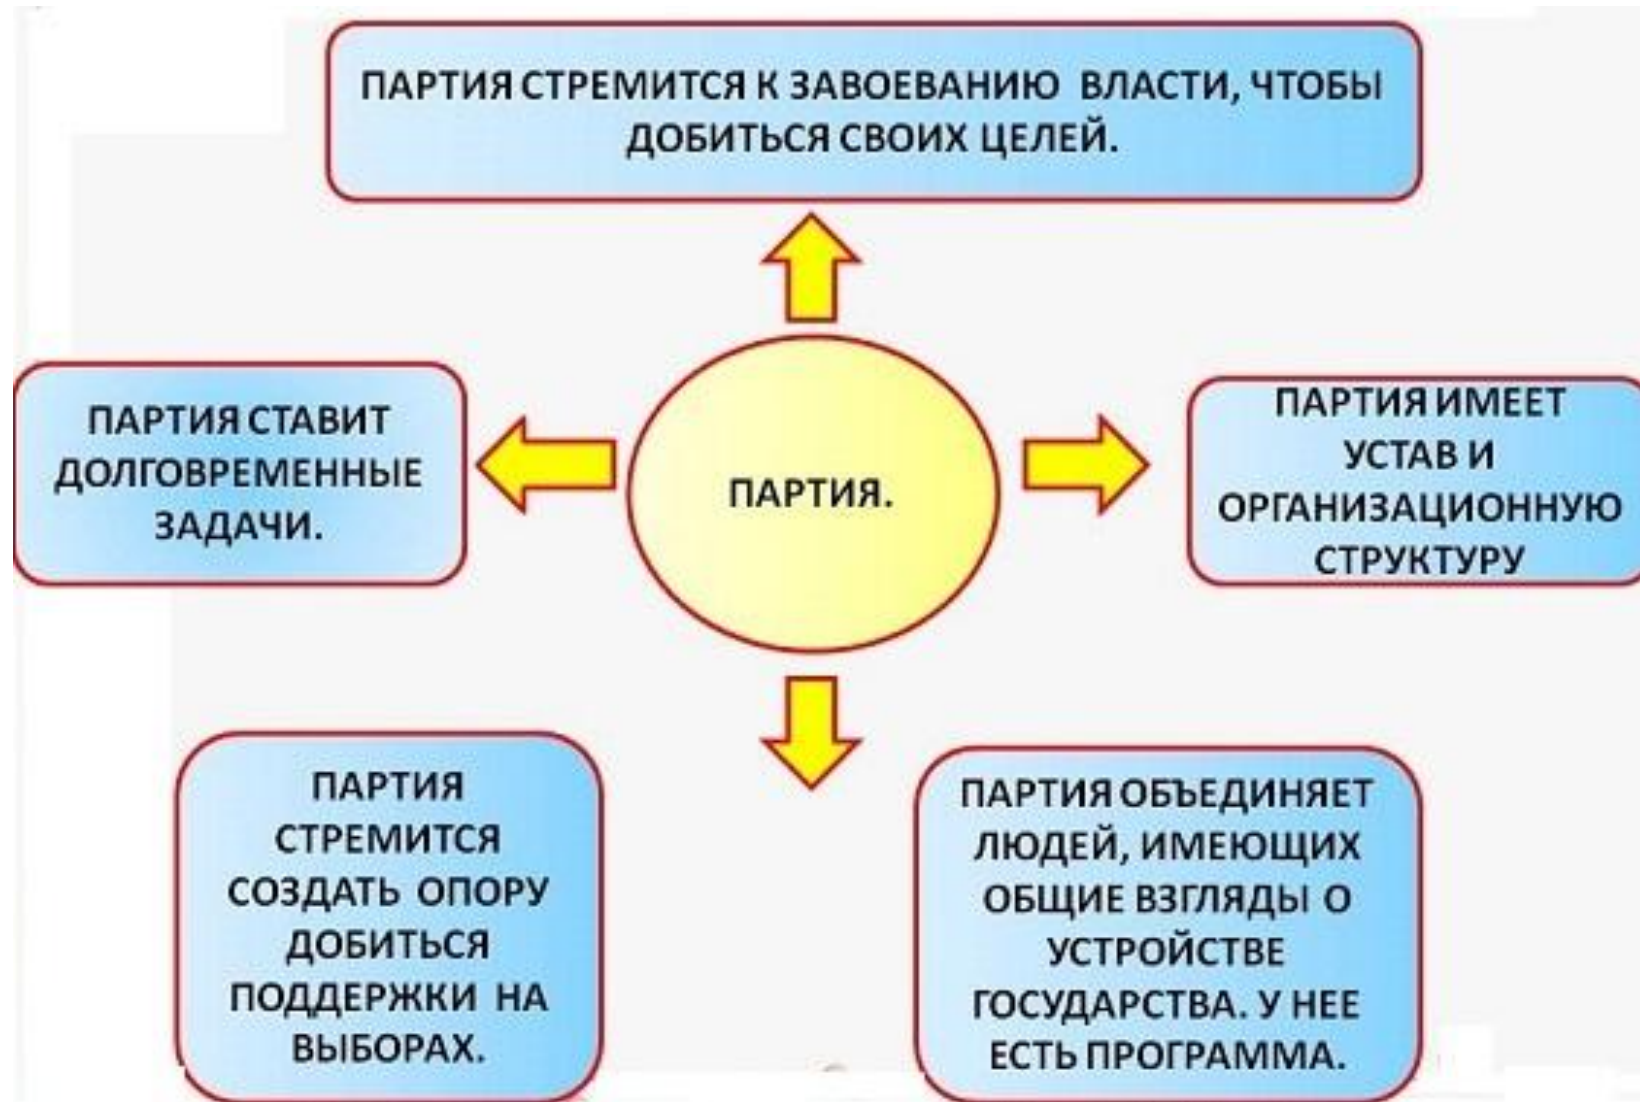 ПАРТИЯ СТРЕМИТСЯ К ЗАВОЕВАНИЮ ВЛАСТИ, ЧТОБЫ
ДОБИТЬСЯ СВОИХ ЦЕЛЕЙ.
ПАРТИЯ СТАВИТ
ДОЛГОВРЕМЕННЫЕ
ЗАДАЧИ.
ПАРТИЯ.
ПАРТИЯ ИМЕЕТ
УСТАВ И
ОРГАНИЗАЦИОННУЮ
СТРУКТУРУ
ПАРТИЯ
СТРЕМИТСЯ
СОЗДАТЬ ОПОРУ
ДОБИТЬСЯ
ПОДДЕРЖКИ НА
ВЫБОРАХ.
ПАРТИЯ ОБЪЕДИНЯЕТ
ЛЮДЕЙ, ИМЕЮЩИХ
ОБЩИЕ ВЗГЛЯДЫ О
УСТРОЙСТВЕ
ГОСУДАРСТВА. У НЕЕ
ЕСТЬ ПРОГРАММА.